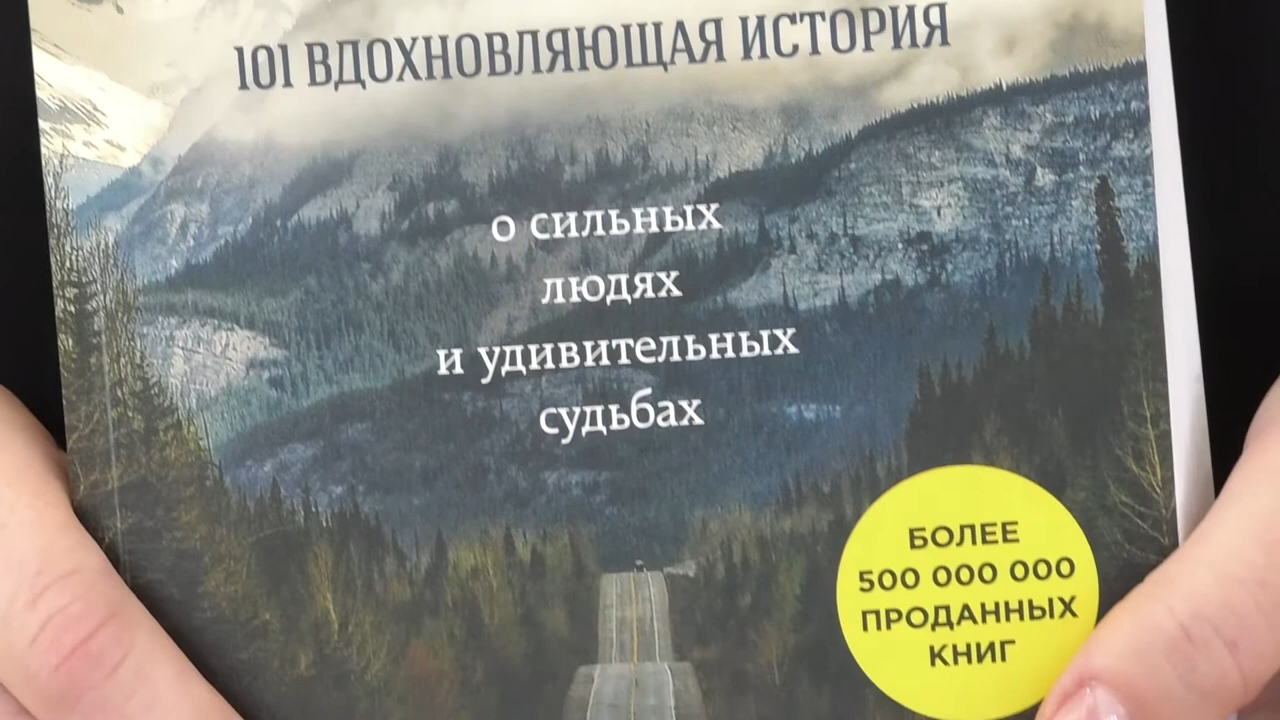 101 ВДОХНОВЛЯЮЩАЯ ИСТОРИЯ
о сильных
людях
и удивительных
судьбах
БОЛЕЕ
500 000 000
ПРОДАННЫХ
КНИГ